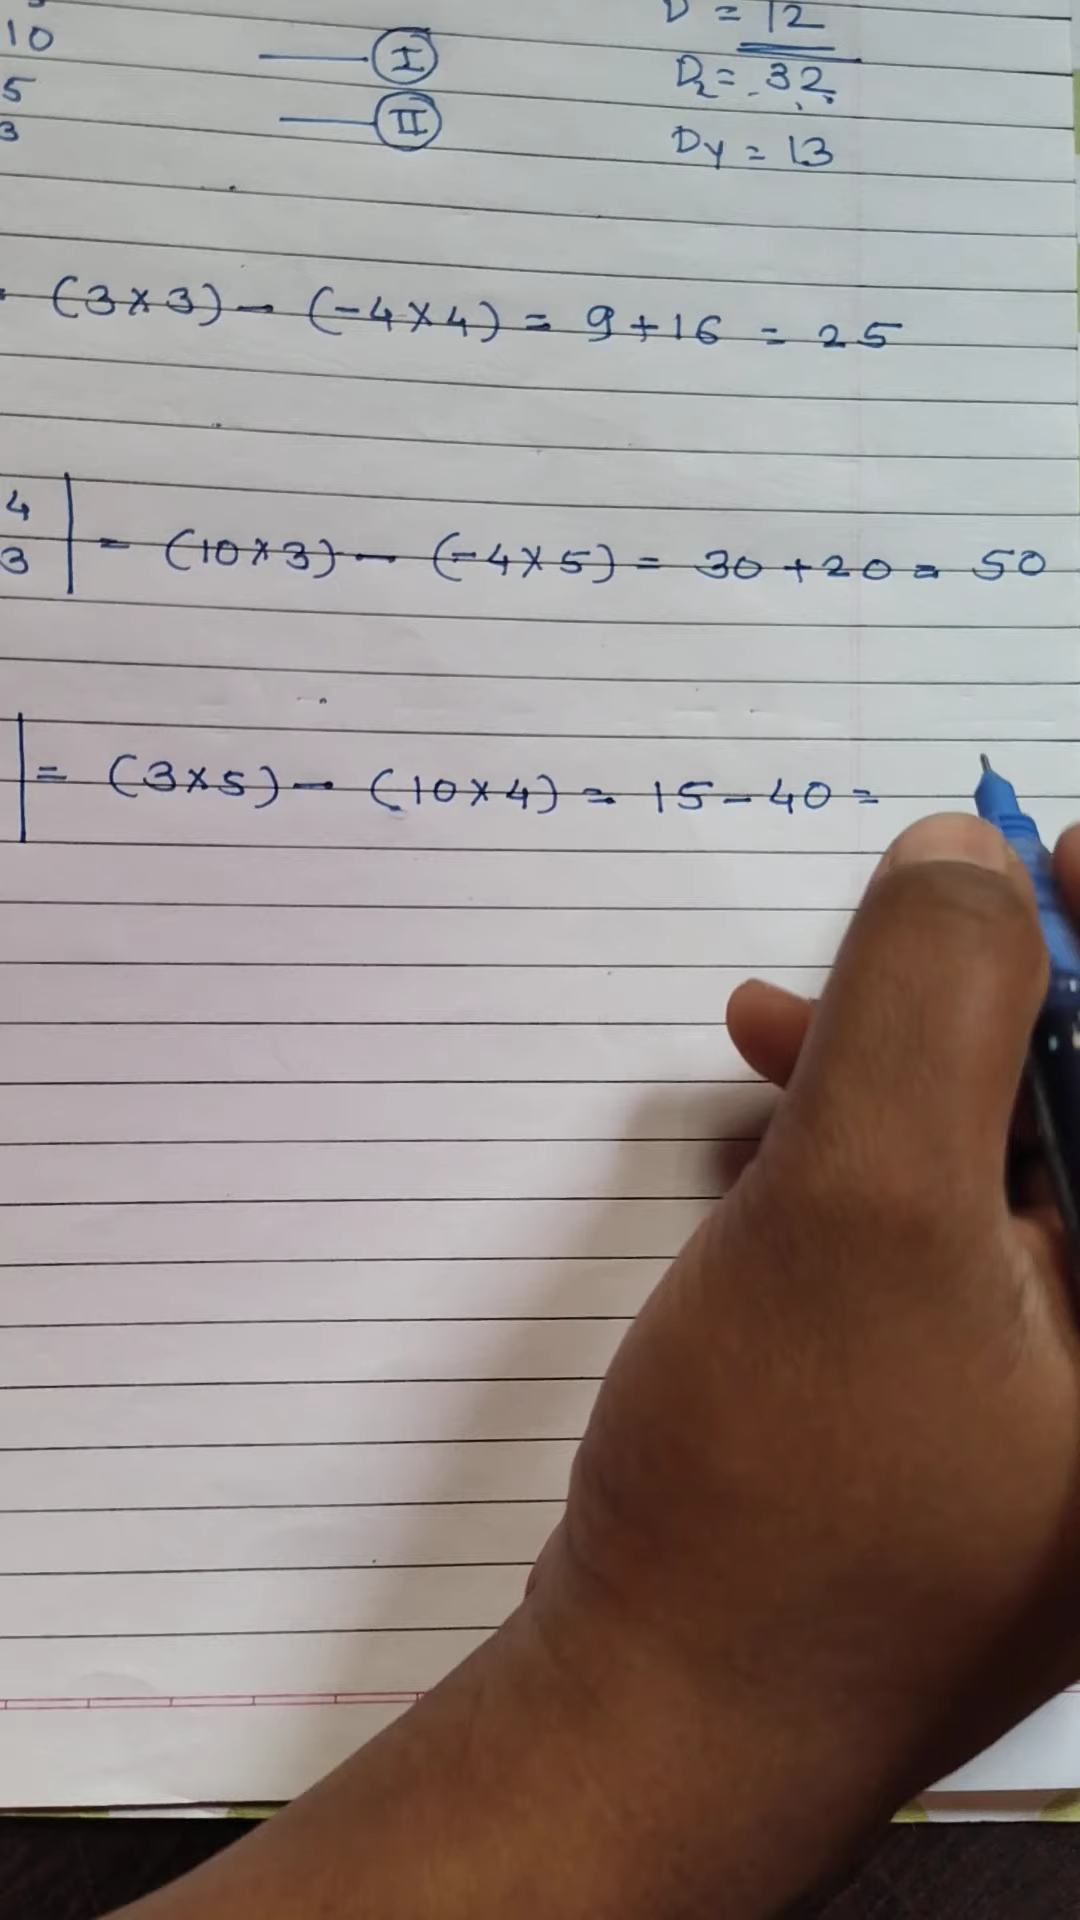 D = 12
10 ——— I
Dx = 32
5 ——— II
3
Dy = 13
(3×3) - (-4×4) = 9+16 = 25
4
3 | = (10×3) - (-4×5) = 30+20 = 50
| = (3×5) - (10×4) = 15-40 =